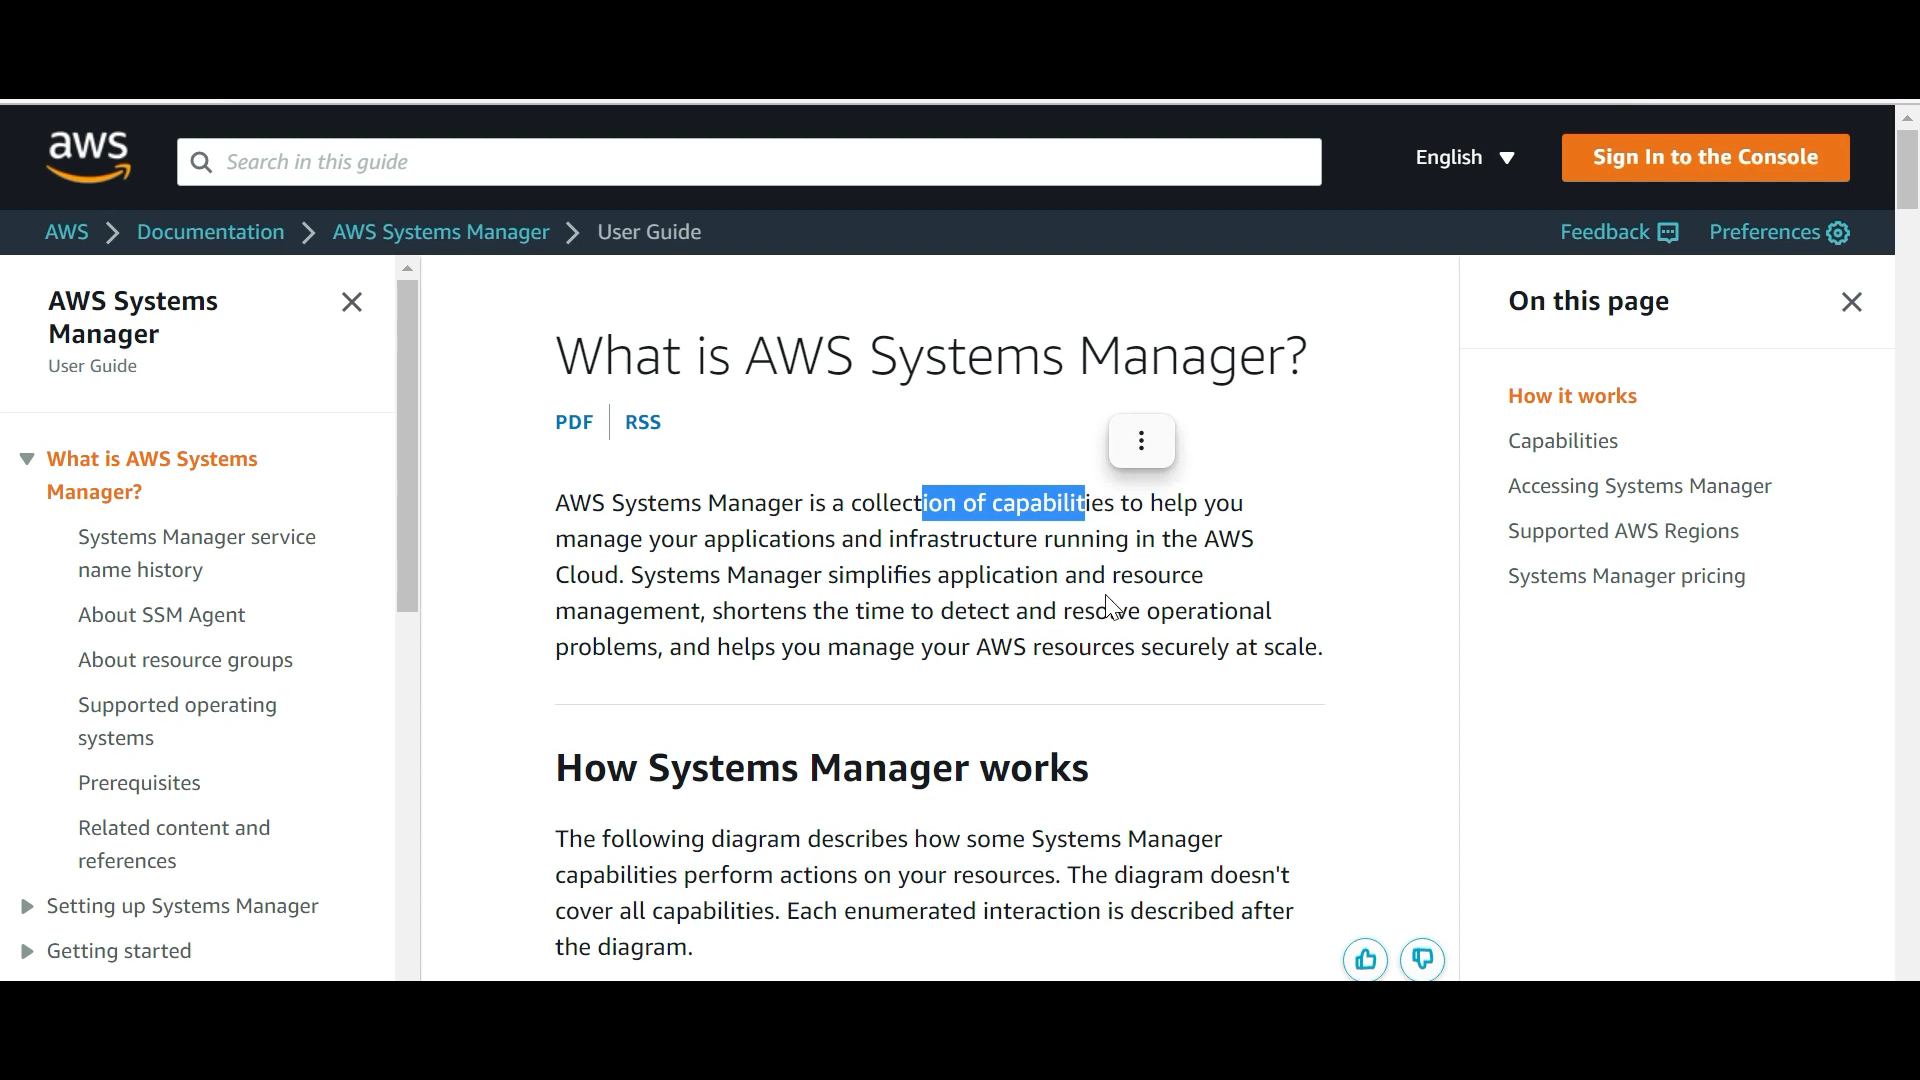 aws
Search in this guide
English
Sign In to the Console
AWS
Documentation
AWS Systems Manager
User Guide
Feedback
Preferences
AWS Systems
Manager
User Guide
What is AWS Systems
Manager?
Systems Manager service
name history
About SSM Agent
About resource groups
Supported operating
systems
Prerequisites
Related content and
references
Setting up Systems Manager
Getting started
What is AWS Systems Manager?
PDF
RSS
AWS Systems Manager is a collection of capabilities to help you
manage your applications and infrastructure running in the AWS
Cloud. Systems Manager simplifies application and resource
management, shortens the time to detect and resolve operational
problems, and helps you manage your AWS resources securely at scale.
How Systems Manager works
The following diagram describes how some Systems Manager
capabilities perform actions on your resources. The diagram doesn't
cover all capabilities. Each enumerated interaction is described after
the diagram.
On this page
How it works
Capabilities
Accessing Systems Manager
Supported AWS Regions
Systems Manager pricing